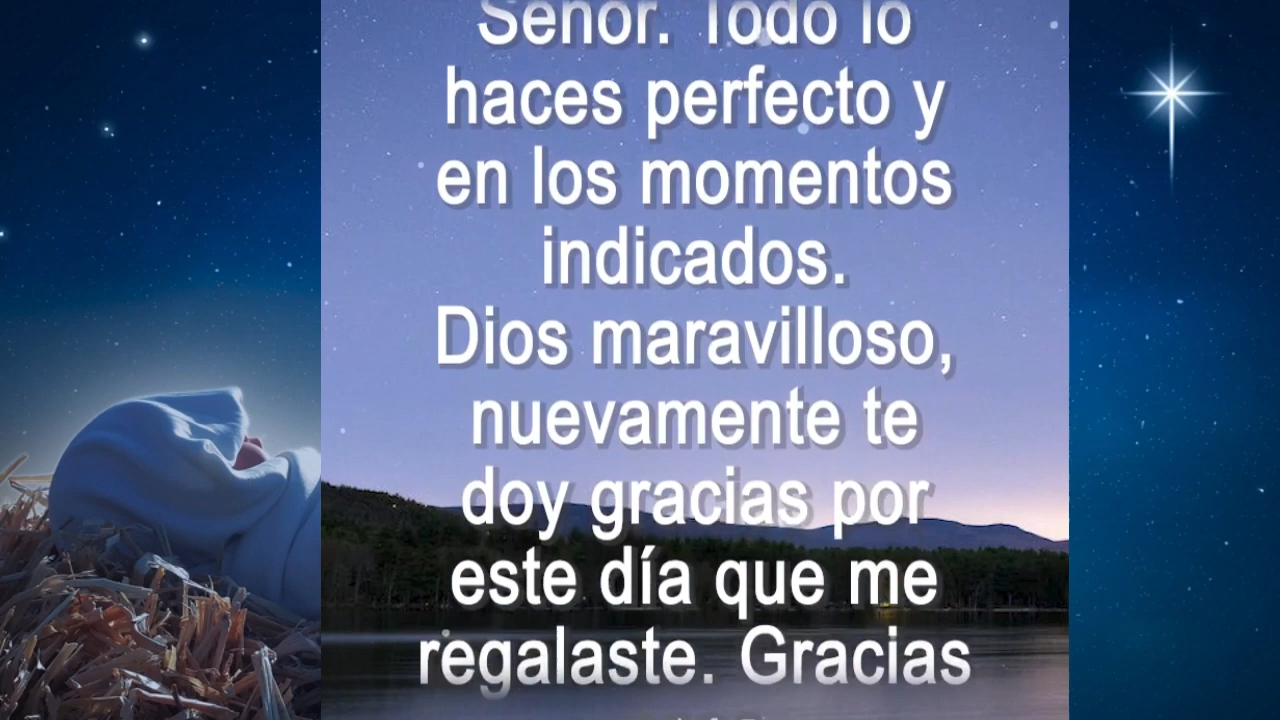 Señor. Todo lo
haces perfecto y
en los momentos
indicados.
Dios maravilloso,
nuevamente te
doy gracias por
este día que me
regalaste. Gracias